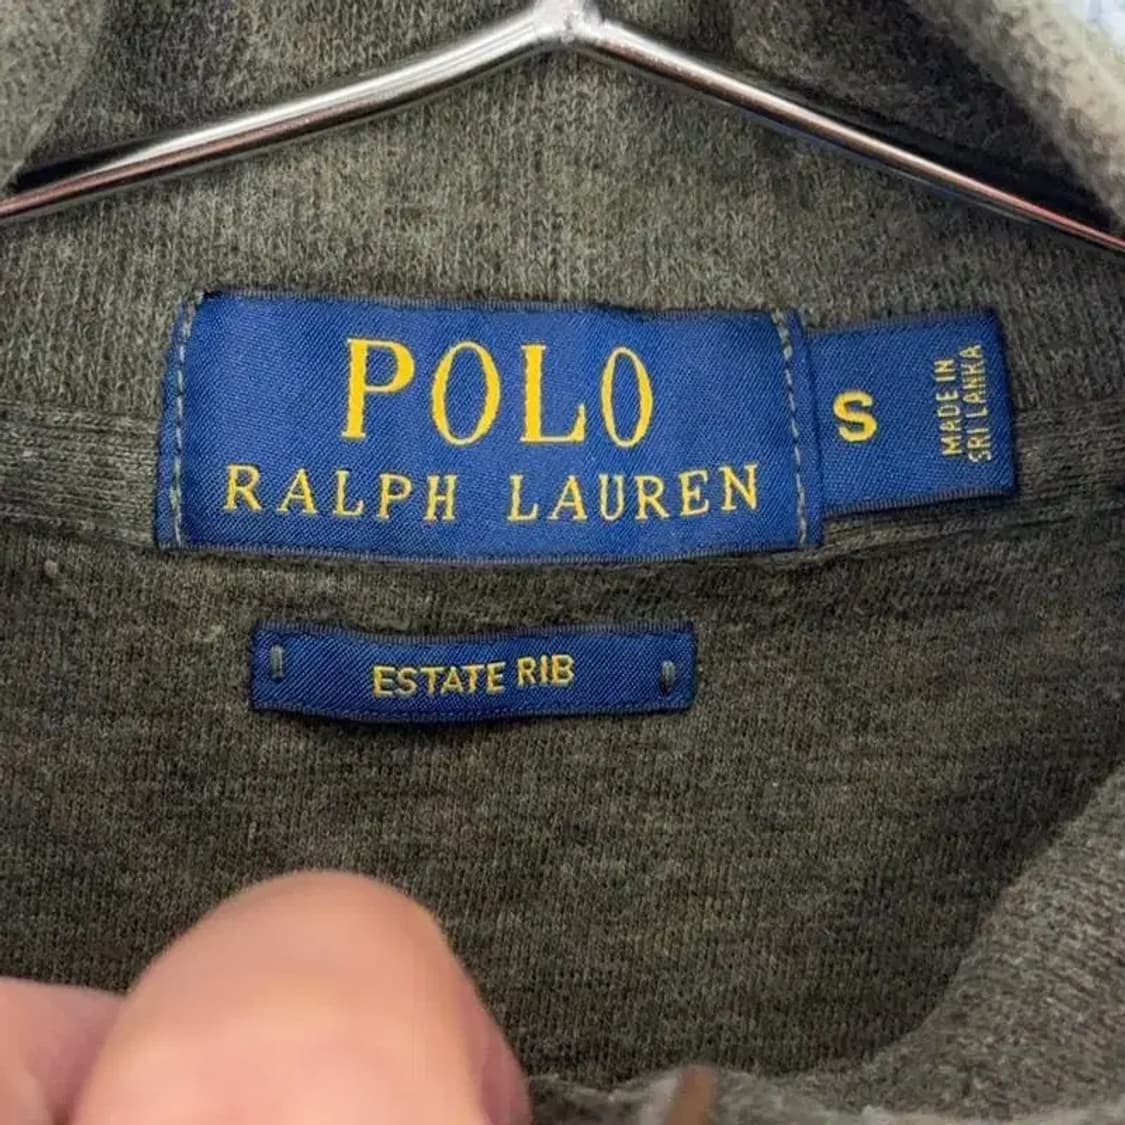 POLO
RALPH LAUREN
S
MADE IN
SRI LANKA
ESTATE RIB